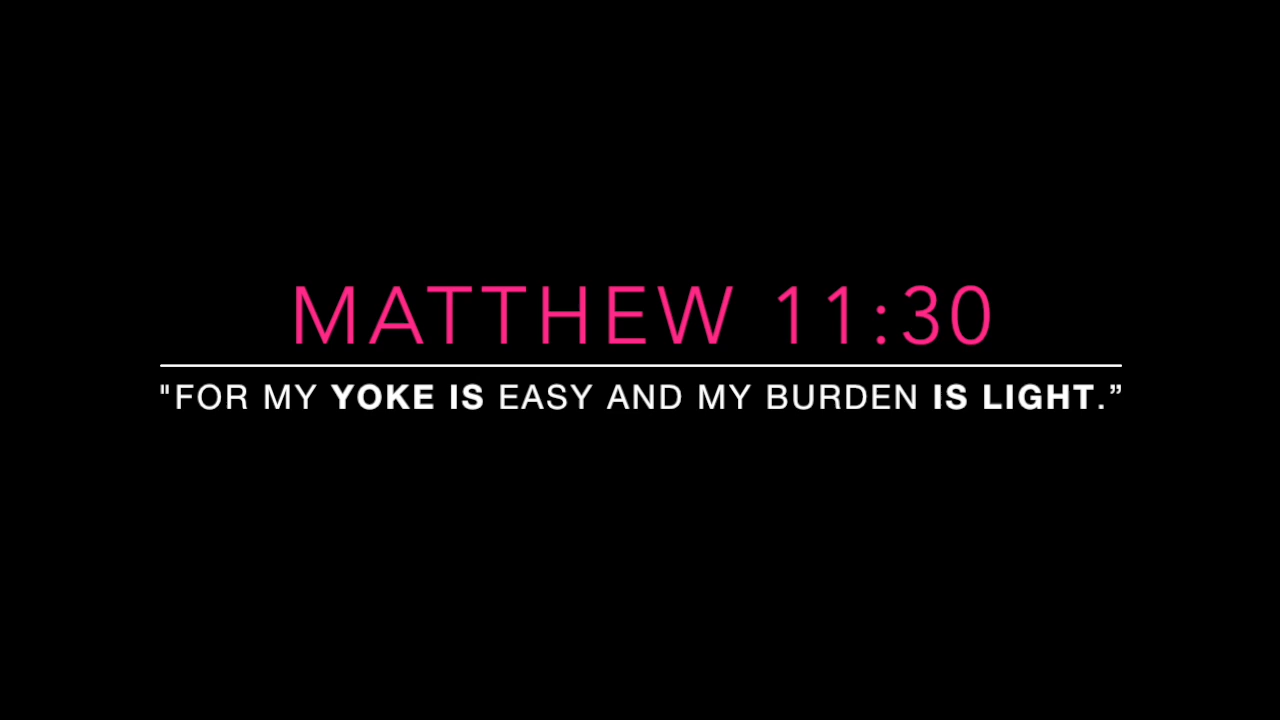 MATTHEW 11:30
"FOR MY YOKE IS EASY AND MY BURDEN IS LIGHT.”